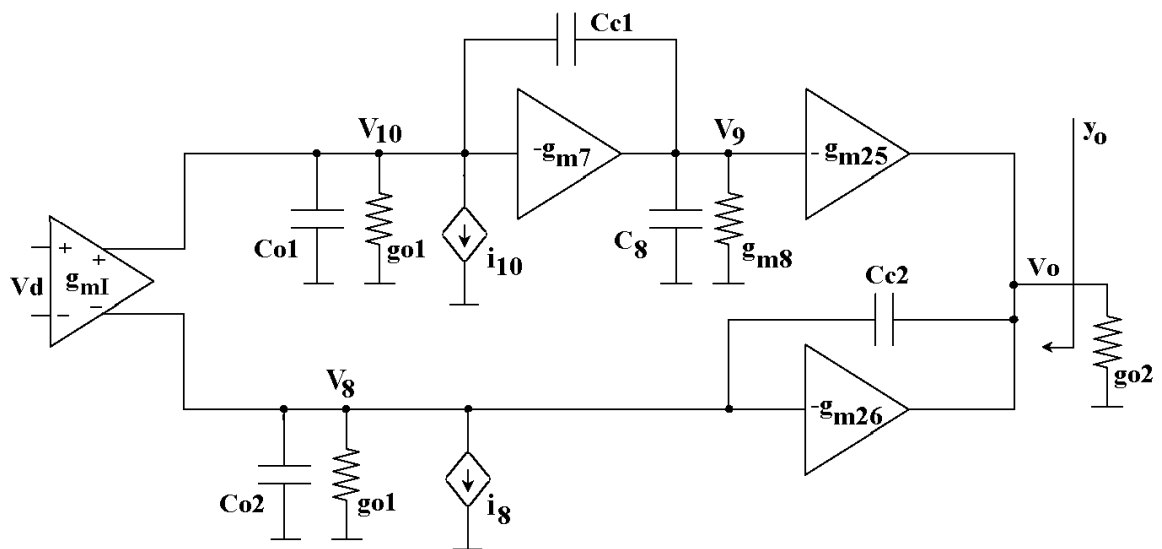 Cc1
V10
-gm7
V9
- gm25
yo
+ +
Vd gmI
- -
Co1 go1 i10
C8 gm8
Cc2
Vo
V8
-gm26
go2
Co2 go1 i8